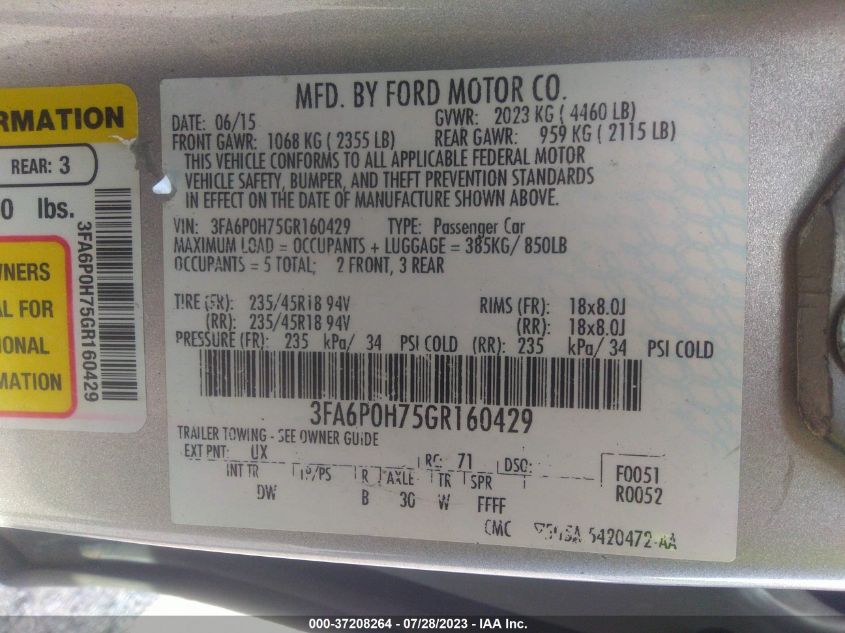 MFD. BY FORD MOTOR CO.
DATE: 06/15 GVWR: 2023 KG ( 4460 LB)
FRONT GAWR: 1068 KG ( 2355 LB) REAR GAWR: 959 KG ( 2115 LB)
THIS VEHICLE CONFORMS TO ALL APPLICABLE FEDERAL MOTOR
VEHICLE SAFETY, BUMPER, AND THEFT PREVENTION STANDARDS
IN EFFECT ON THE DATE OF MANUFACTURE SHOWN ABOVE.
VIN: 3FA6P0H75GR160429 TYPE: Passenger Car
MAXIMUM LOAD = OCCUPANTS + LUGGAGE = 385KG/ 850LB
OCCUPANTS = 5 TOTAL; 2 FRONT, 3 REAR
TIRE (FR): 235/45R18 94V RIMS (FR): 18x8.0J
(RR): 235/45R18 94V (RR): 18x8.0J
PRESSURE (FR): 235 kPa/ 34 PSI COLD (RR): 235 kPa/ 34 PSI COLD
3FA6P0H75GR160429
TRAILER TOWING - SEE OWNER GUIDE
EXT PNT: UX RC: 71 DSO:
INT TR TP/PS R AXLE TR SPR
DW B 30 W FFFF
F0051
R0052
CMC 5420472-AA
RMATION
REAR: 3
0 lbs.
3FA6P0H75GR160429
WNERS
AL FOR
IONAL
MATION
000-37208264 / 07/28/2023 / IAA Inc.